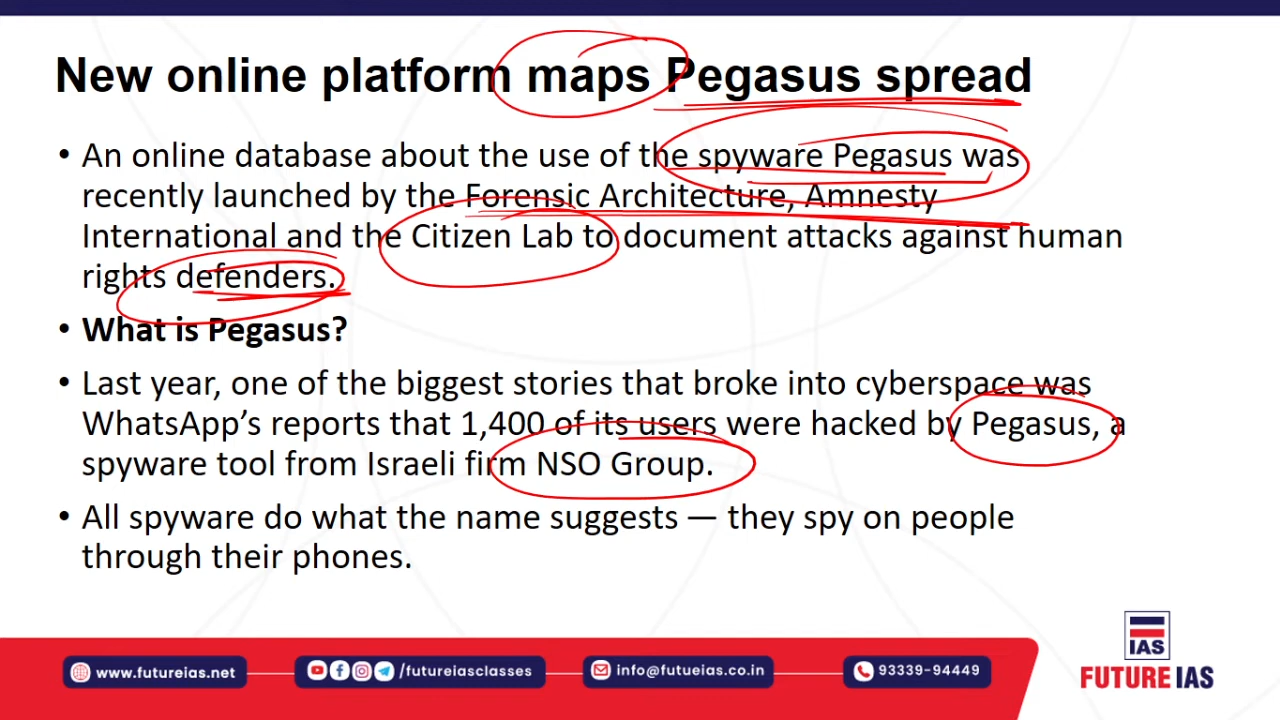 New online platform maps Pegasus spread
• An online database about the use of the spyware Pegasus was
recently launched by the Forensic Architecture, Amnesty
International and the Citizen Lab to document attacks against human
rights defenders.
• What is Pegasus?
• Last year, one of the biggest stories that broke into cyberspace was
WhatsApp’s reports that 1,400 of its users were hacked by Pegasus, a
spyware tool from Israeli firm NSO Group.
• All spyware do what the name suggests — they spy on people
through their phones.
IAS
FUTURE IAS
www.futureias.net
/futureiasclasses
info@futueias.co.in
93339-94449